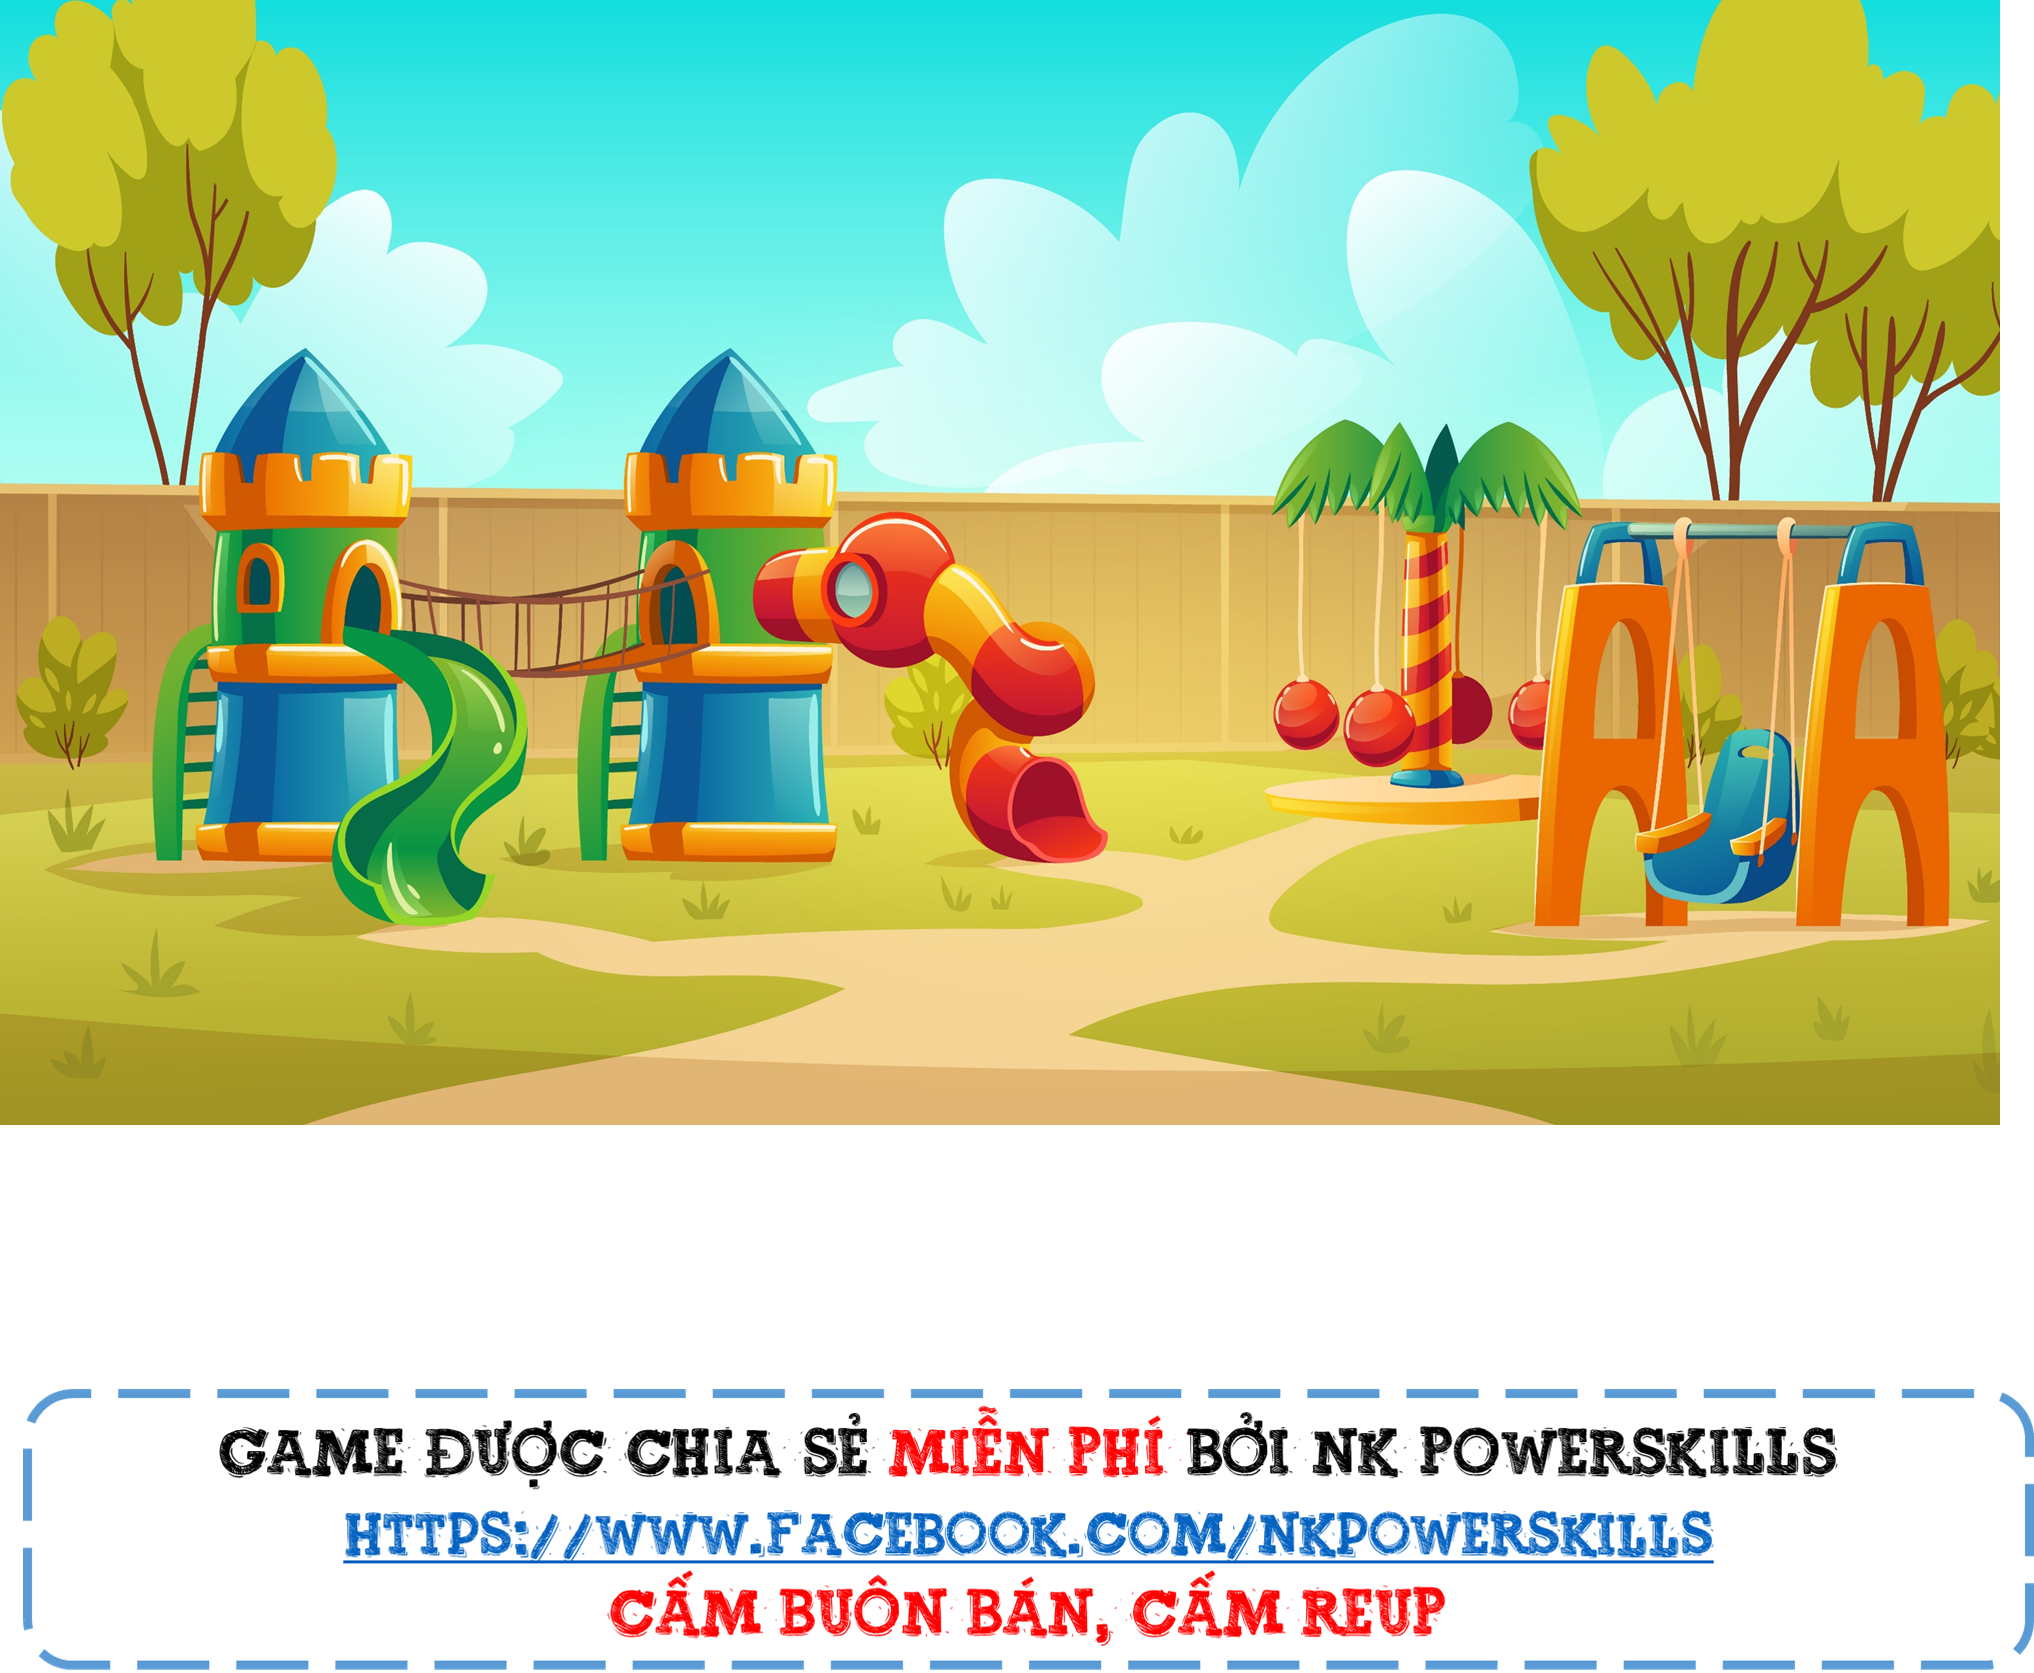 GAME ĐƯỢC CHIA SẺ MIỄN PHÍ BỞI NK POWERSKILLS
HTTPS://WWW.FACEBOOK.COM/NKPOWERSKILLS
CẤM BUÔN BÁN, CẤM REUP